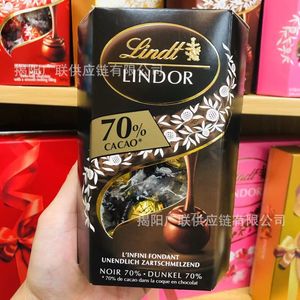 Lindt
LINDOR
揭阳广联供应链有限公司
70%
CACAO*
揭阳广联供应链有限公司
L'INFINI FONDANT
UNENDLICH ZARTSCHMELZEND
NOIR 70% • DUNKEL 70%
* 70% de cacao dans la coque en chocolat